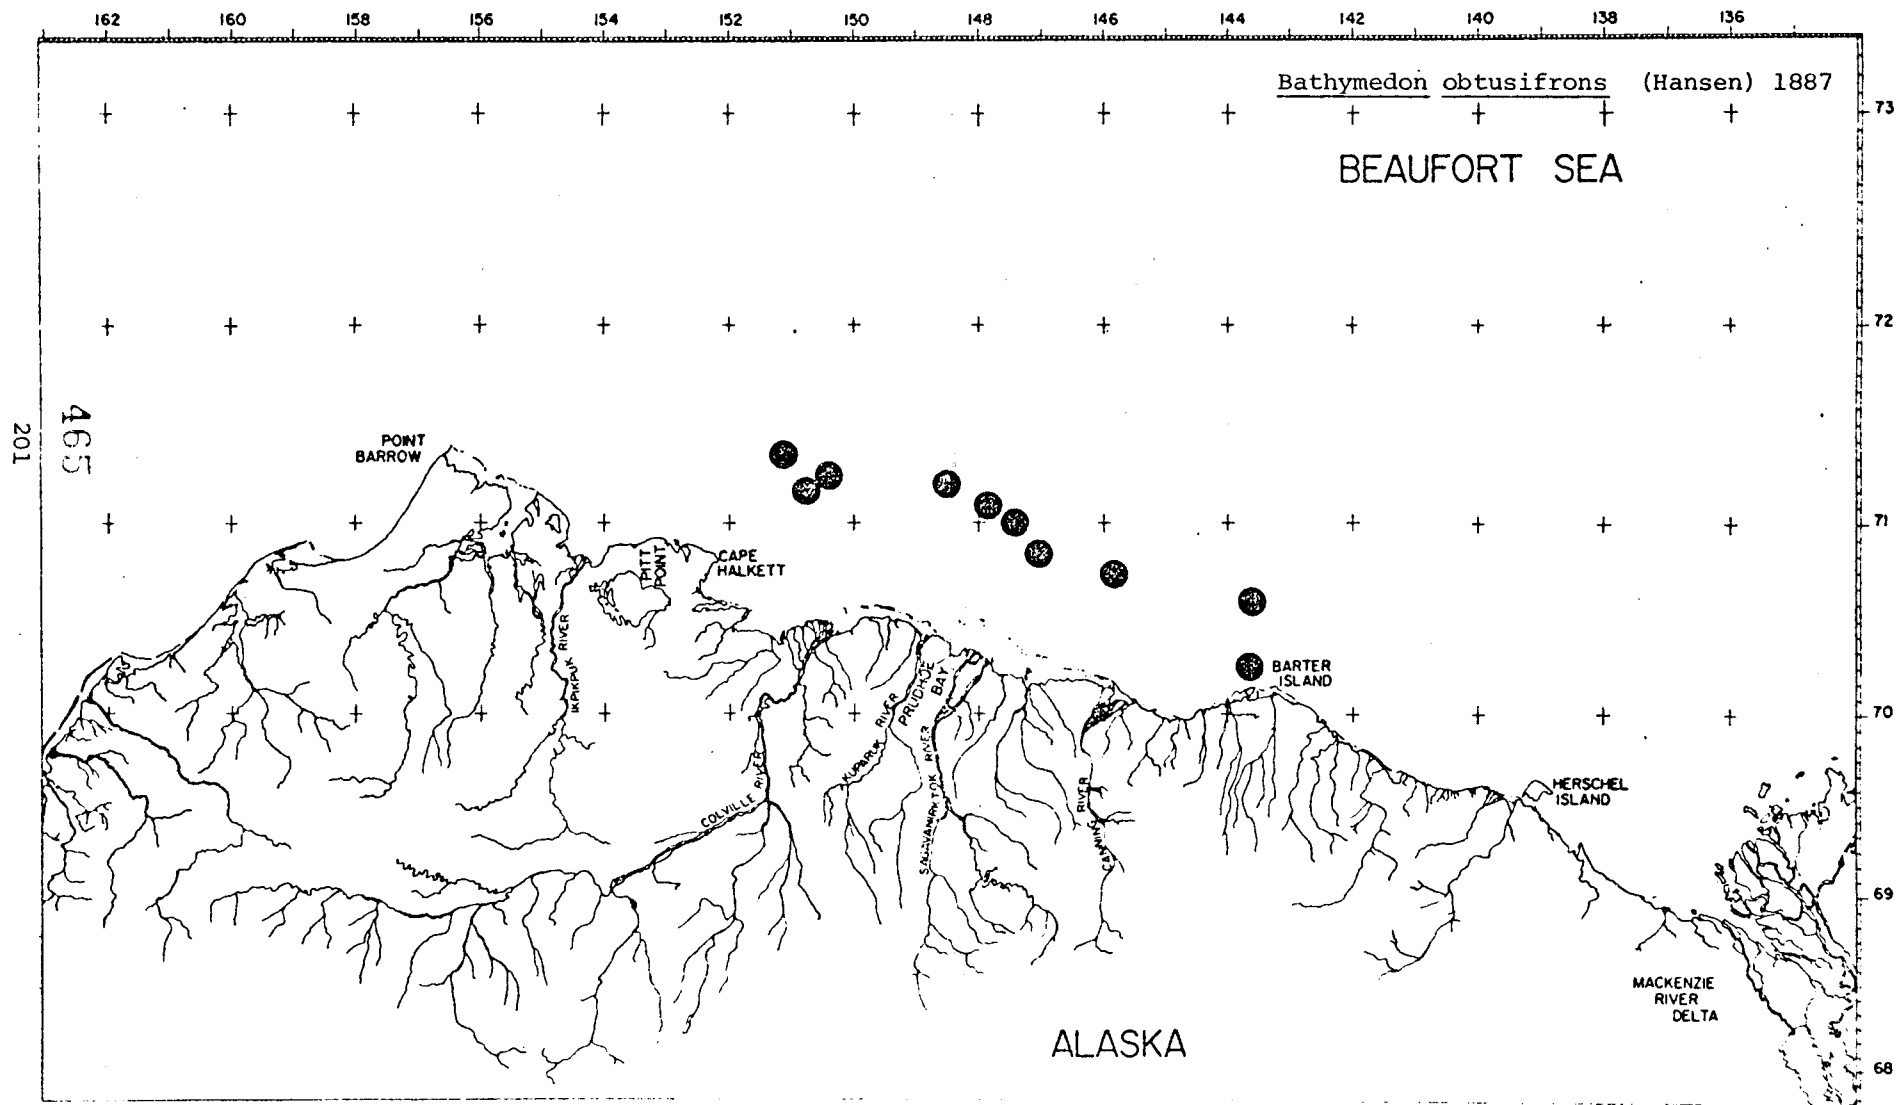 162 160 158 156 154 152 150 148 146 144 142 140 138 136
Bathymedon obtusifrons (Hansen) 1887
73
BEAUFORT SEA
72
465
201
POINT
BARROW
71
PITT
POINT
CAPE
HALKETT
IKPIKPUK RIVER
BARTER
ISLAND
PRUDHOE
BAY
70
KUPARUK RIVER
COLVILLE RIVER
SAGAVANIRKTOK RIVER
CANNING RIVER
HERSCHEL
ISLAND
69
MACKENZIE
RIVER
DELTA
ALASKA
68